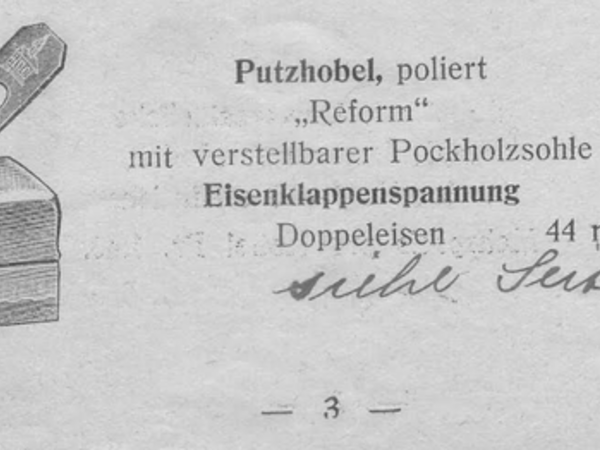 Putzhobel, poliert
„Reform“
mit verstellbarer Pockholzsohle
Eisenklappenspannung
Doppeleisen 44
siehe
— 3 —